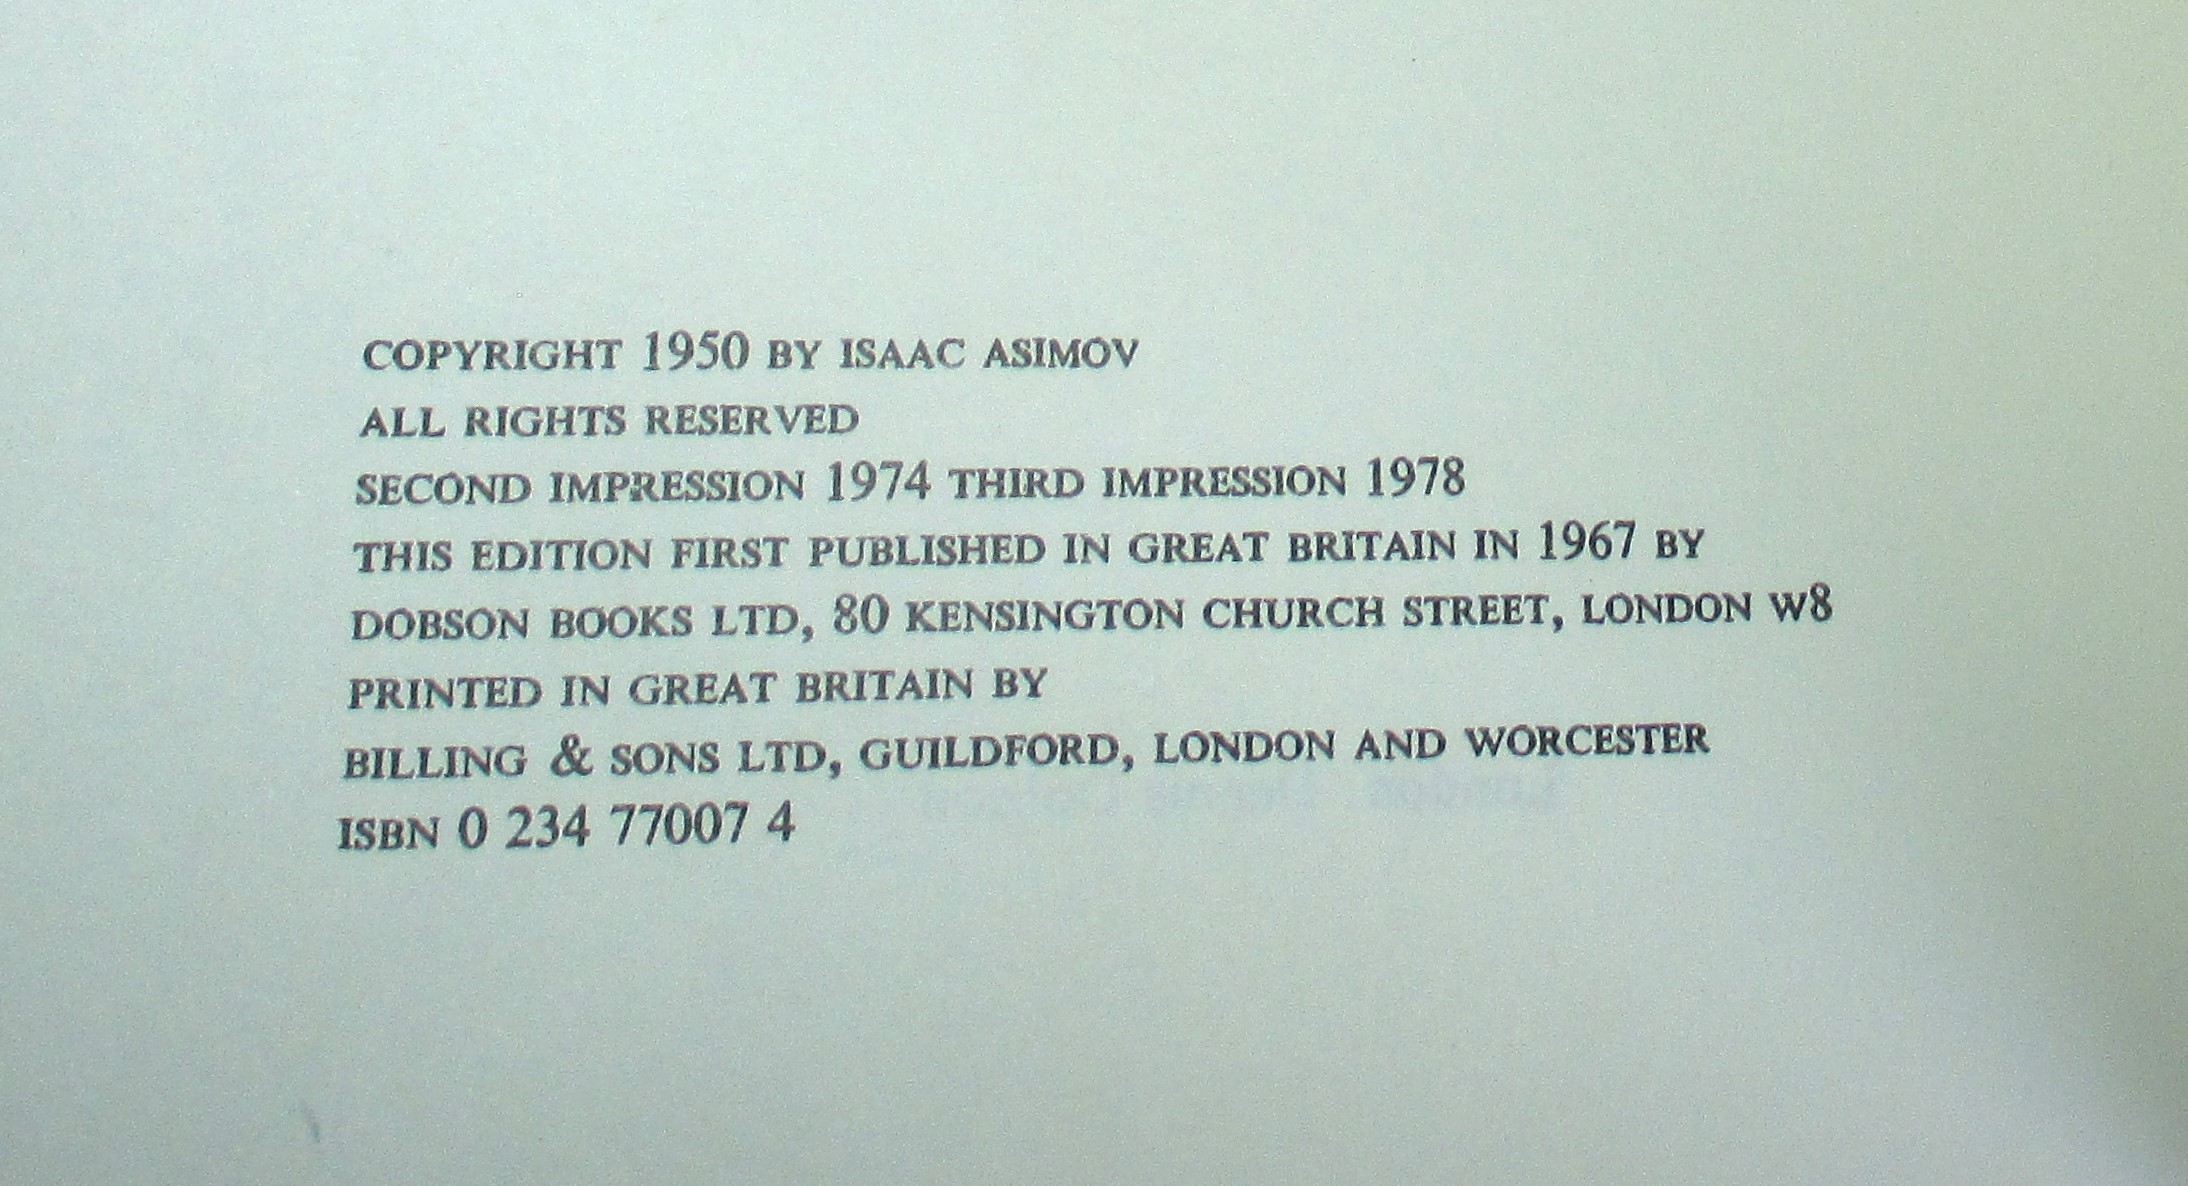 COPYRIGHT 1950 BY ISAAC ASIMOV
ALL RIGHTS RESERVED
SECOND IMPRESSION 1974 THIRD IMPRESSION 1978
THIS EDITION FIRST PUBLISHED IN GREAT BRITAIN IN 1967 BY
DOBSON BOOKS LTD, 80 KENSINGTON CHURCH STREET, LONDON W8
PRINTED IN GREAT BRITAIN BY
BILLING & SONS LTD, GUILDFORD, LONDON AND WORCESTER
ISBN 0 234 77007 4